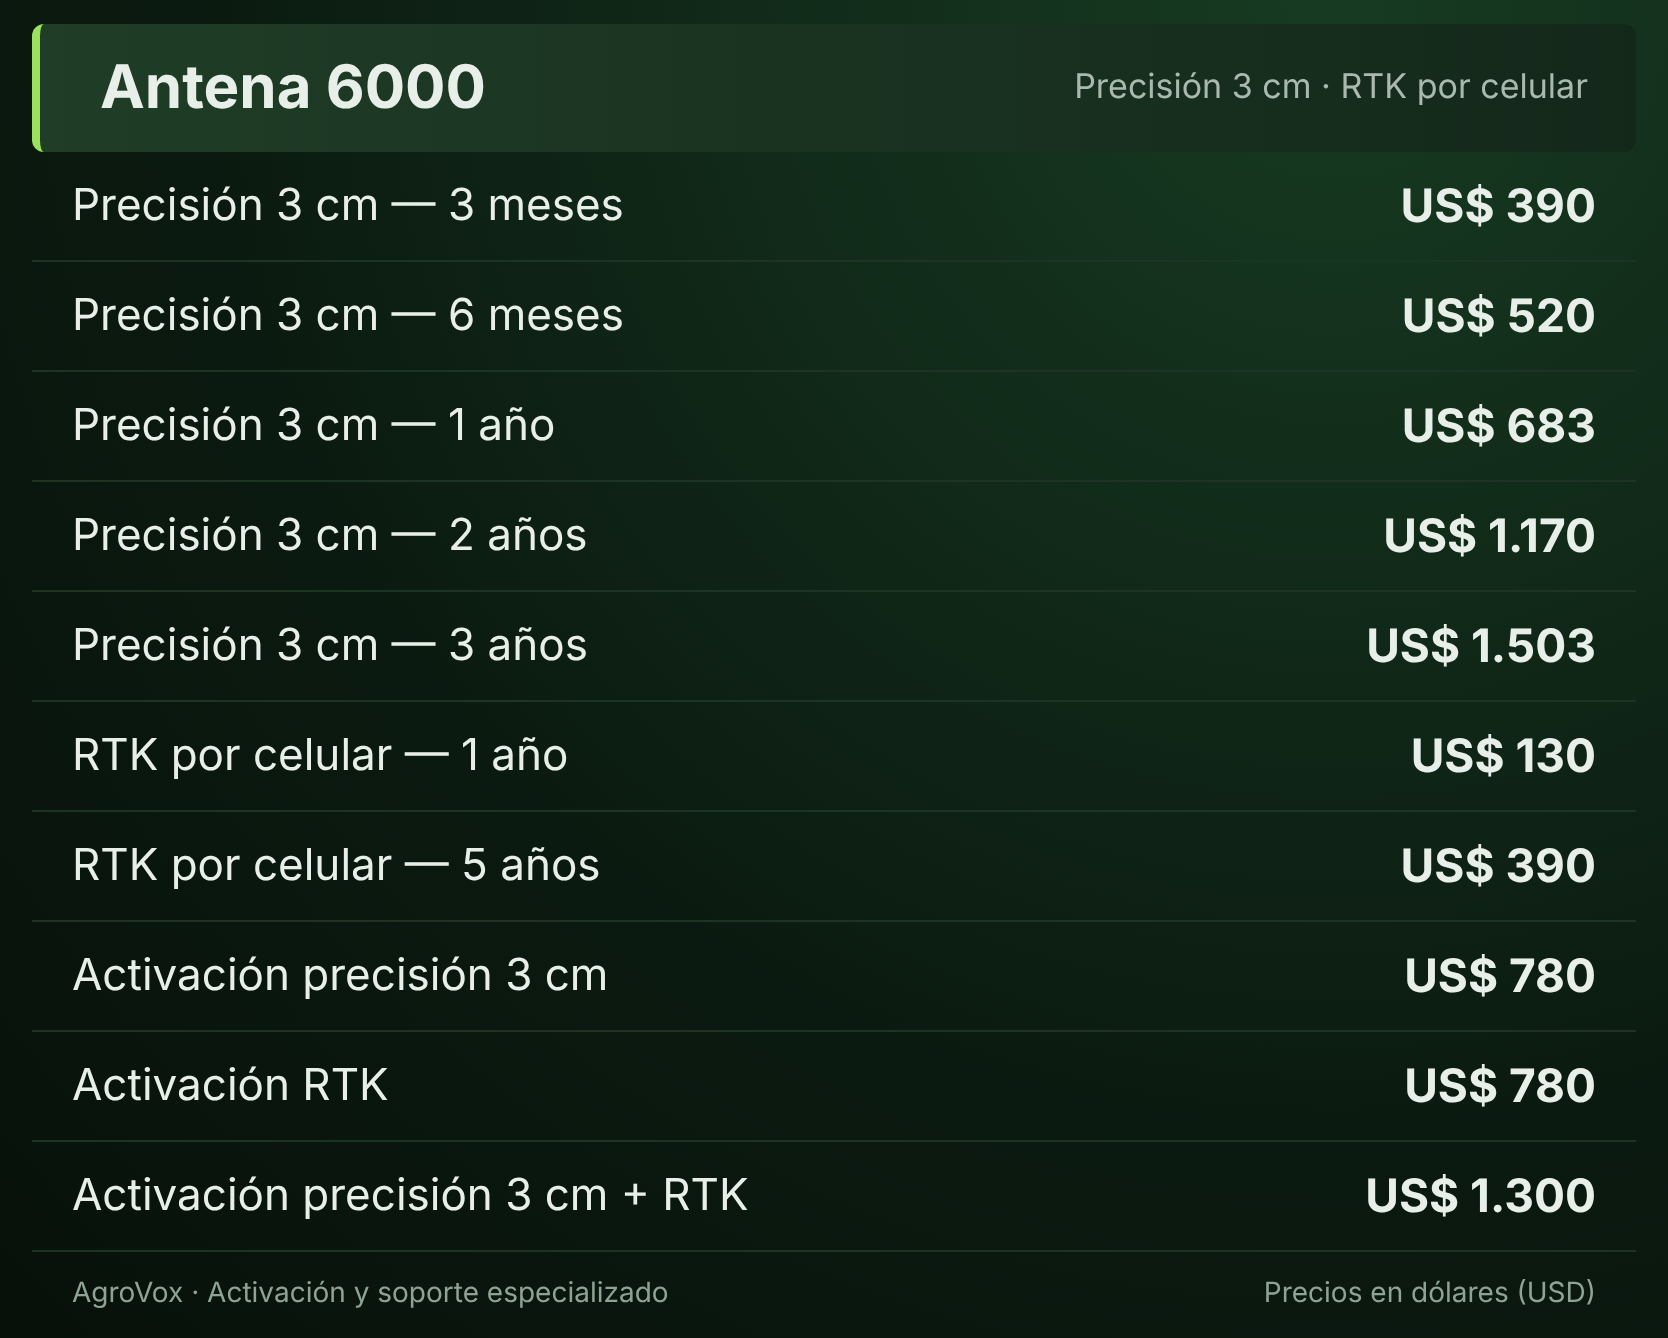 Antena 6000
Precisión 3 cm · RTK por celular
Precisión 3 cm — 3 meses US$ 390
Precisión 3 cm — 6 meses US$ 520
Precisión 3 cm — 1 año US$ 683
Precisión 3 cm — 2 años US$ 1.170
Precisión 3 cm — 3 años US$ 1.503
RTK por celular — 1 año US$ 130
RTK por celular — 5 años US$ 390
Activación precisión 3 cm US$ 780
Activación RTK US$ 780
Activación precisión 3 cm + RTK US$ 1.300
AgroVox · Activación y soporte especializado
Precios en dólares (USD)